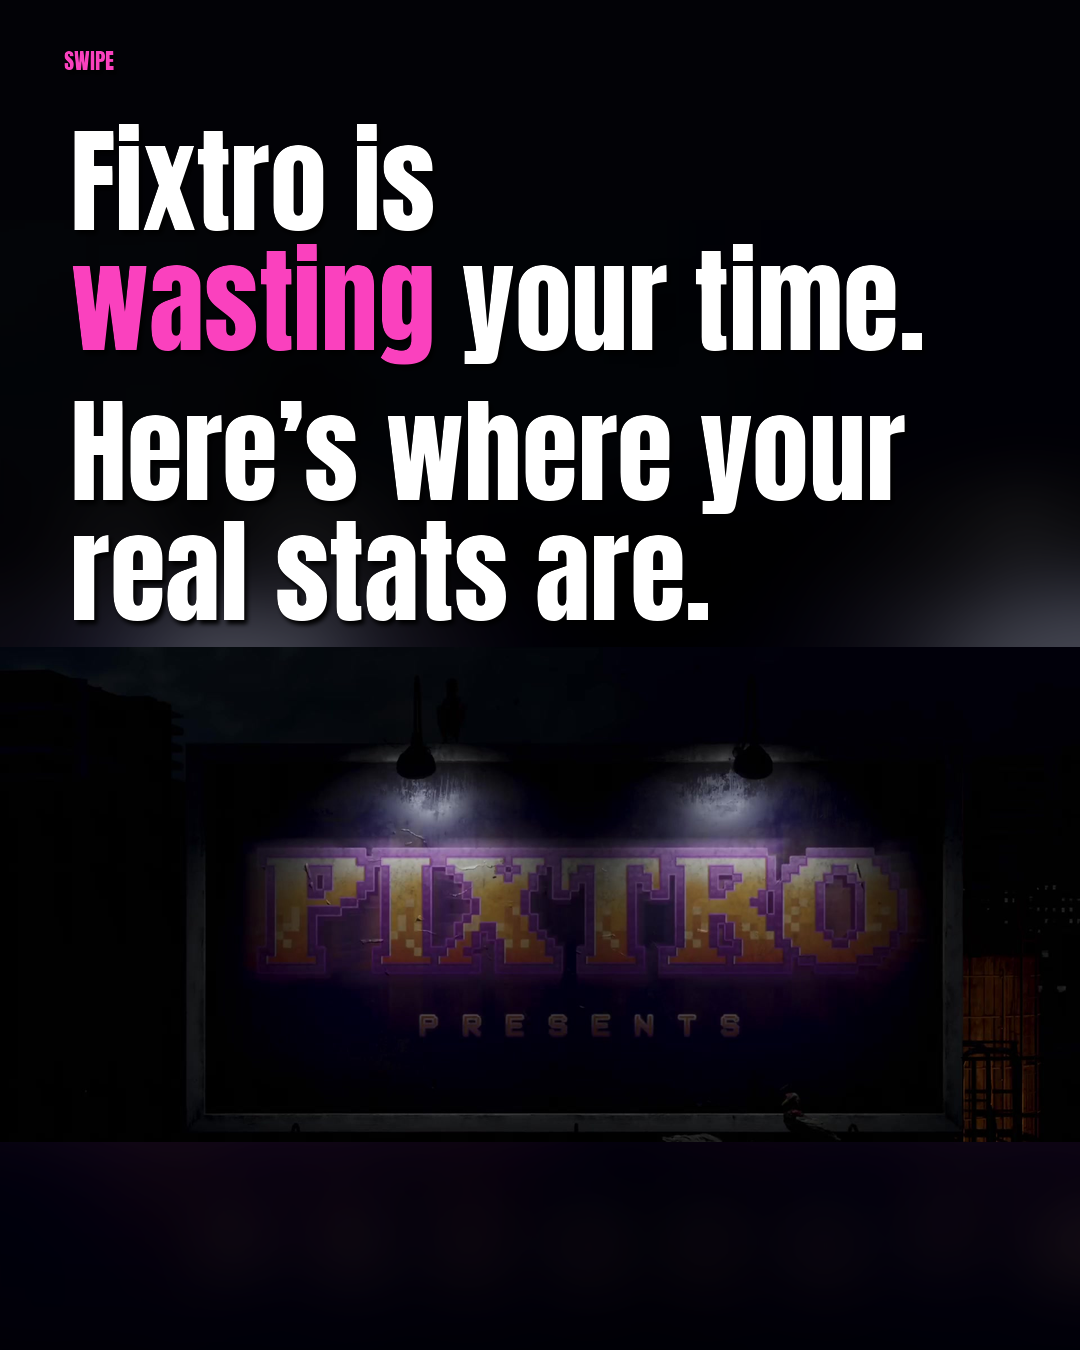 SWIPE
Fixtro is
wasting your time.
Here’s where your
real stats are.
PIXTRO
PRESENTS